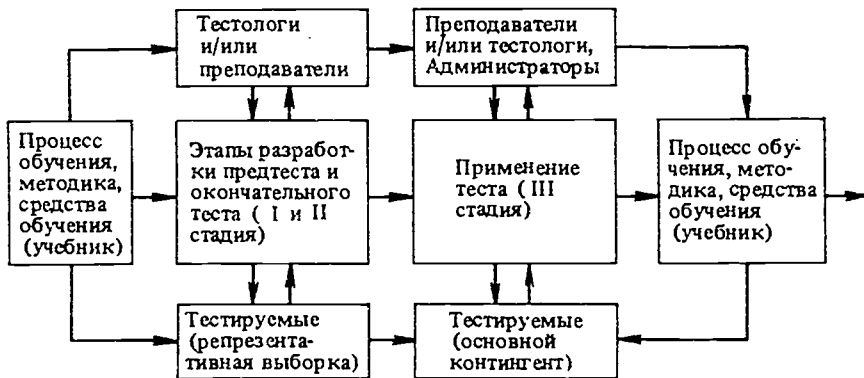 Тестологи
и/или
преподаватели
Преподаватели
и/или тестологи,
Администраторы
Процесс
обучения,
методика,
средства
обучения
(учебник)
Этапы разработ-
ки предтеста и
окончательного
теста ( I и II
стадия)
Применение
теста ( III
стадия)
Процесс обу-
чения, мето-
дика, средства
обучения
(учебник)
Тестируемые
(репрезента-
тивная выборка)
Тестируемые
(основной
контингент)